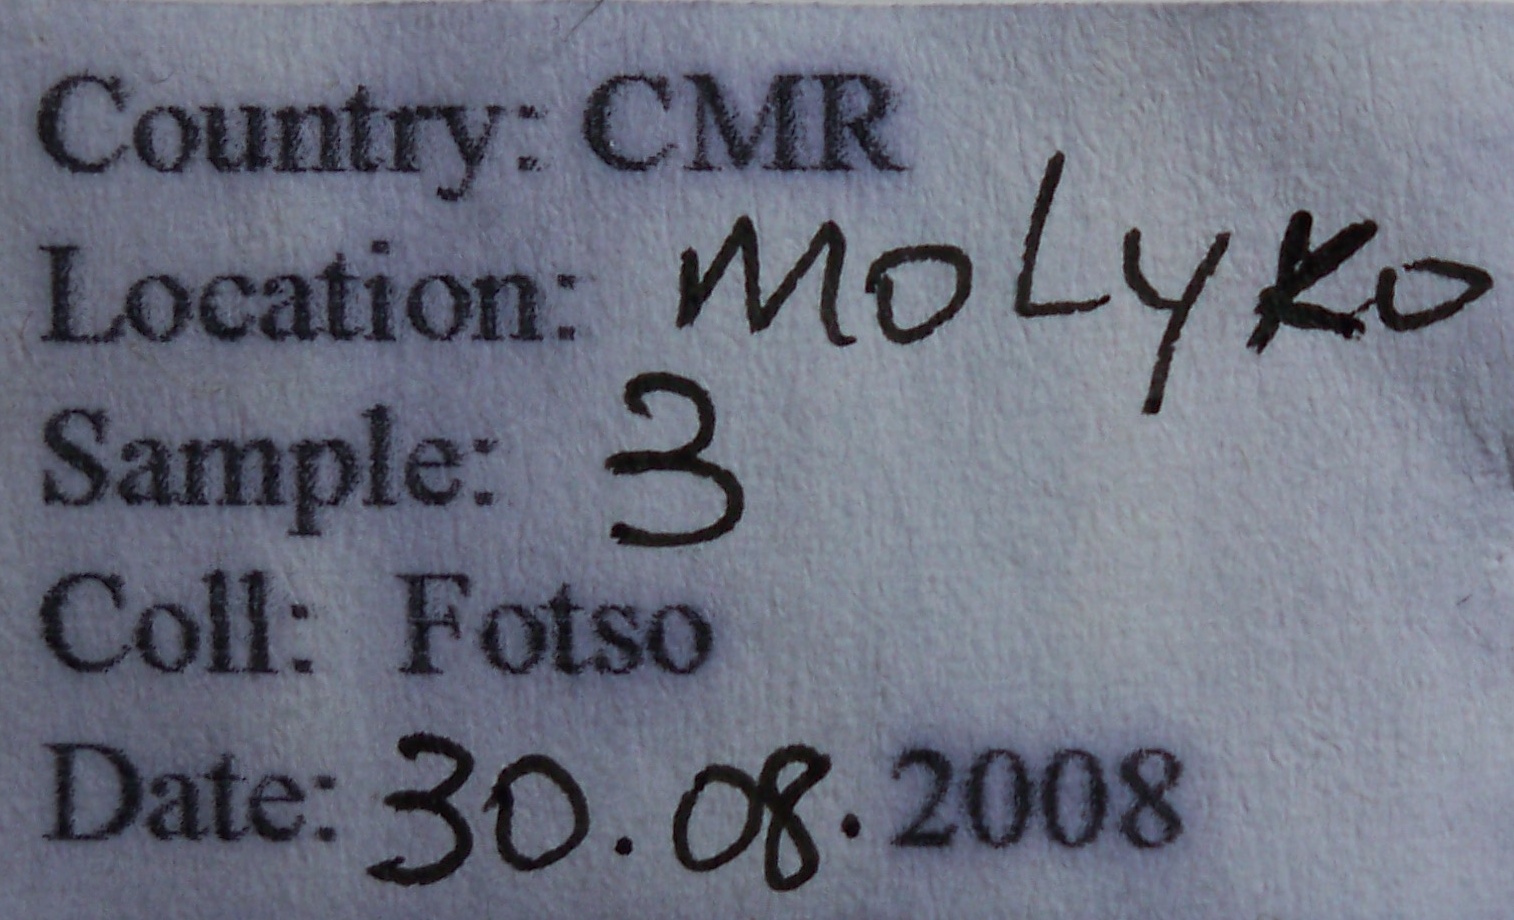 Country: CMR
Location: MoLyKo
Sample: 3
Coll: Fotso
Date: 30.08.2008